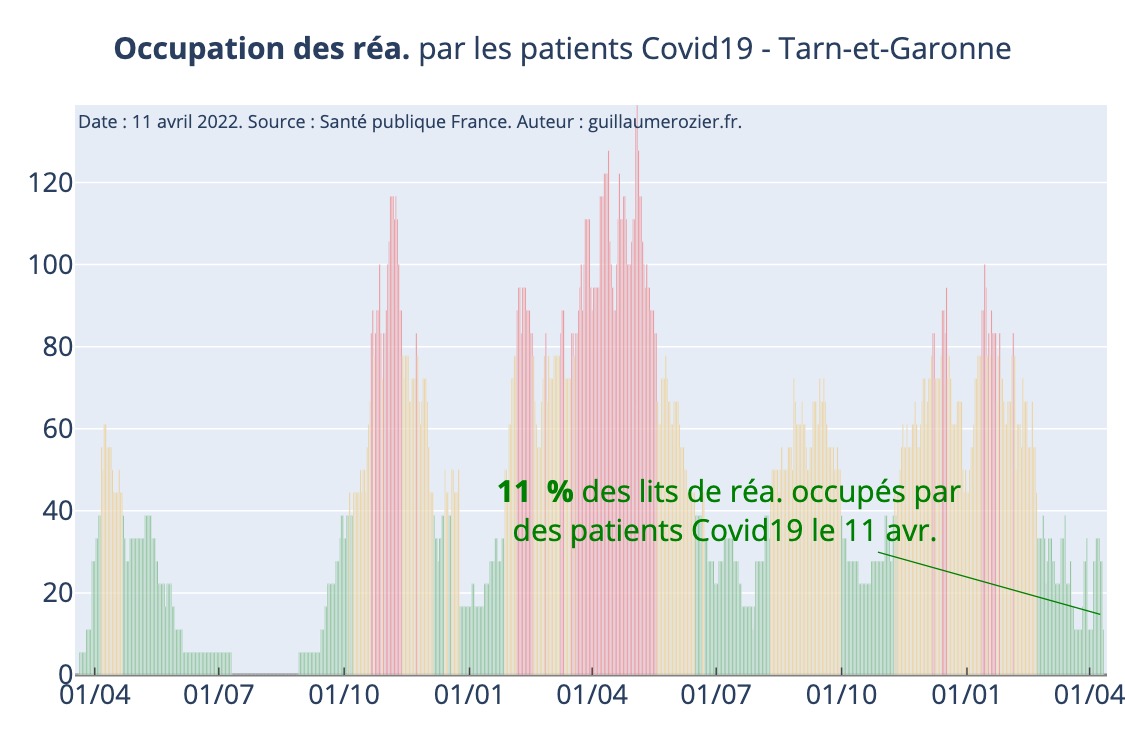 Occupation des réa. par les patients Covid19 - Tarn-et-Garonne
Date : 11 avril 2022. Source : Santé publique France. Auteur : guillaumerozier.fr.
120
100
80
60
11 % des lits de réa. occupés par
40
des patients Covid19 le 11 avr.
20
0
01/04 01/07 01/10 01/01 01/04 01/07 01/10 01/01 01/04